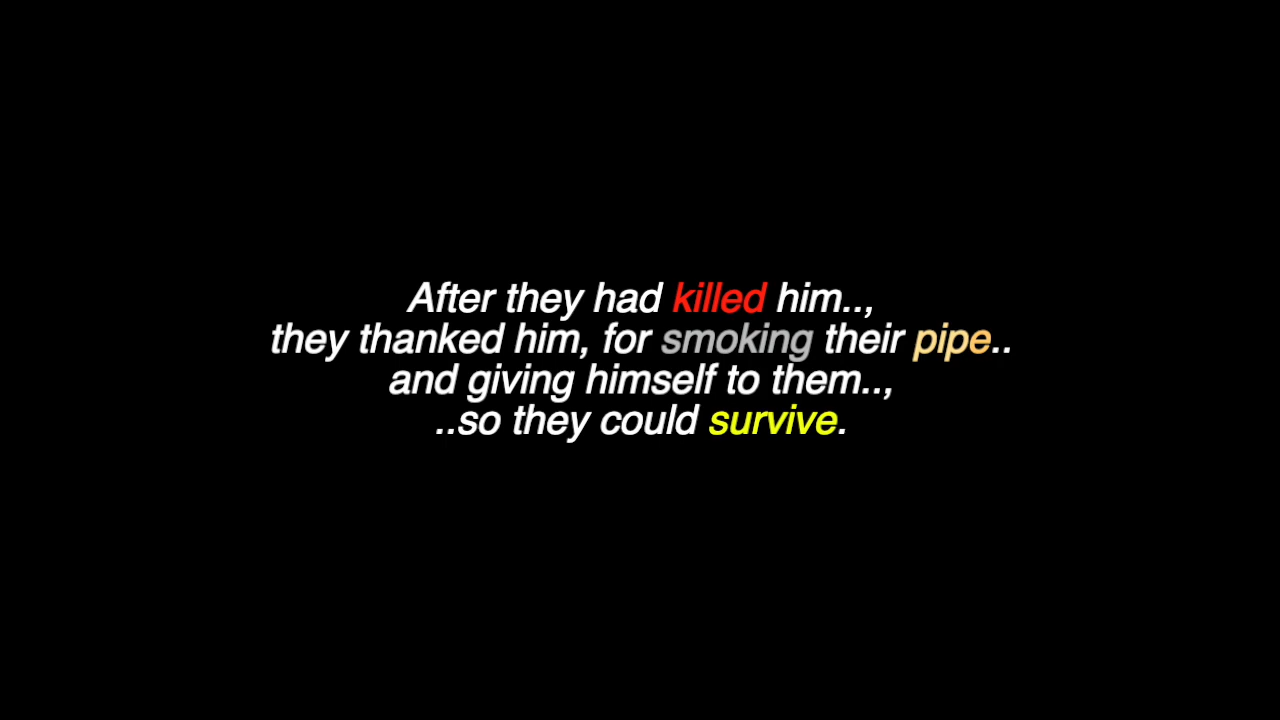 After they had killed him..,
they thanked him, for smoking their pipe..
and giving himself to them..,
..so they could survive.